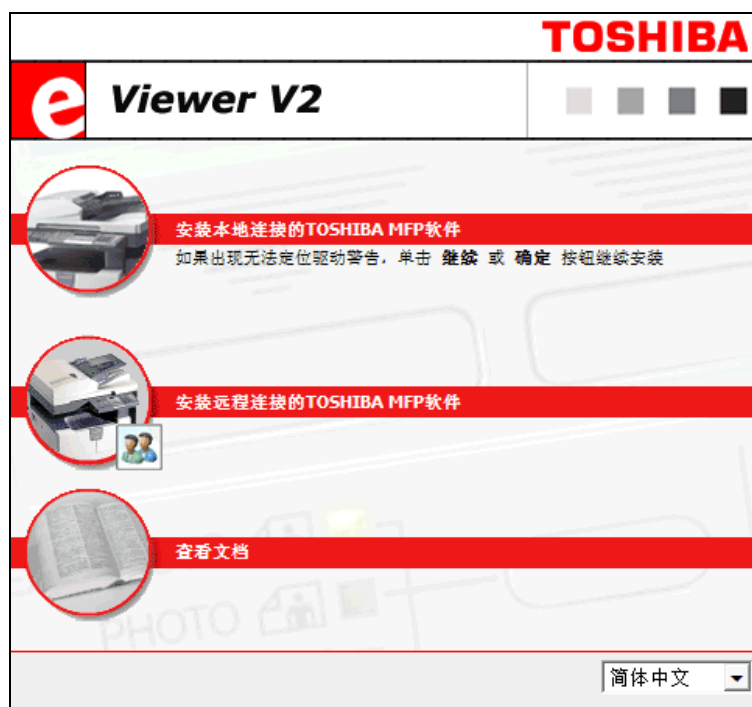 TOSHIBA
e Viewer V2
安装本地连接的TOSHIBA MFP软件
如果出现无法定位驱动警告，单击 继续 或 确定 按钮继续安装
安装远程连接的TOSHIBA MFP软件
查看文档
PHOTO
简体中文